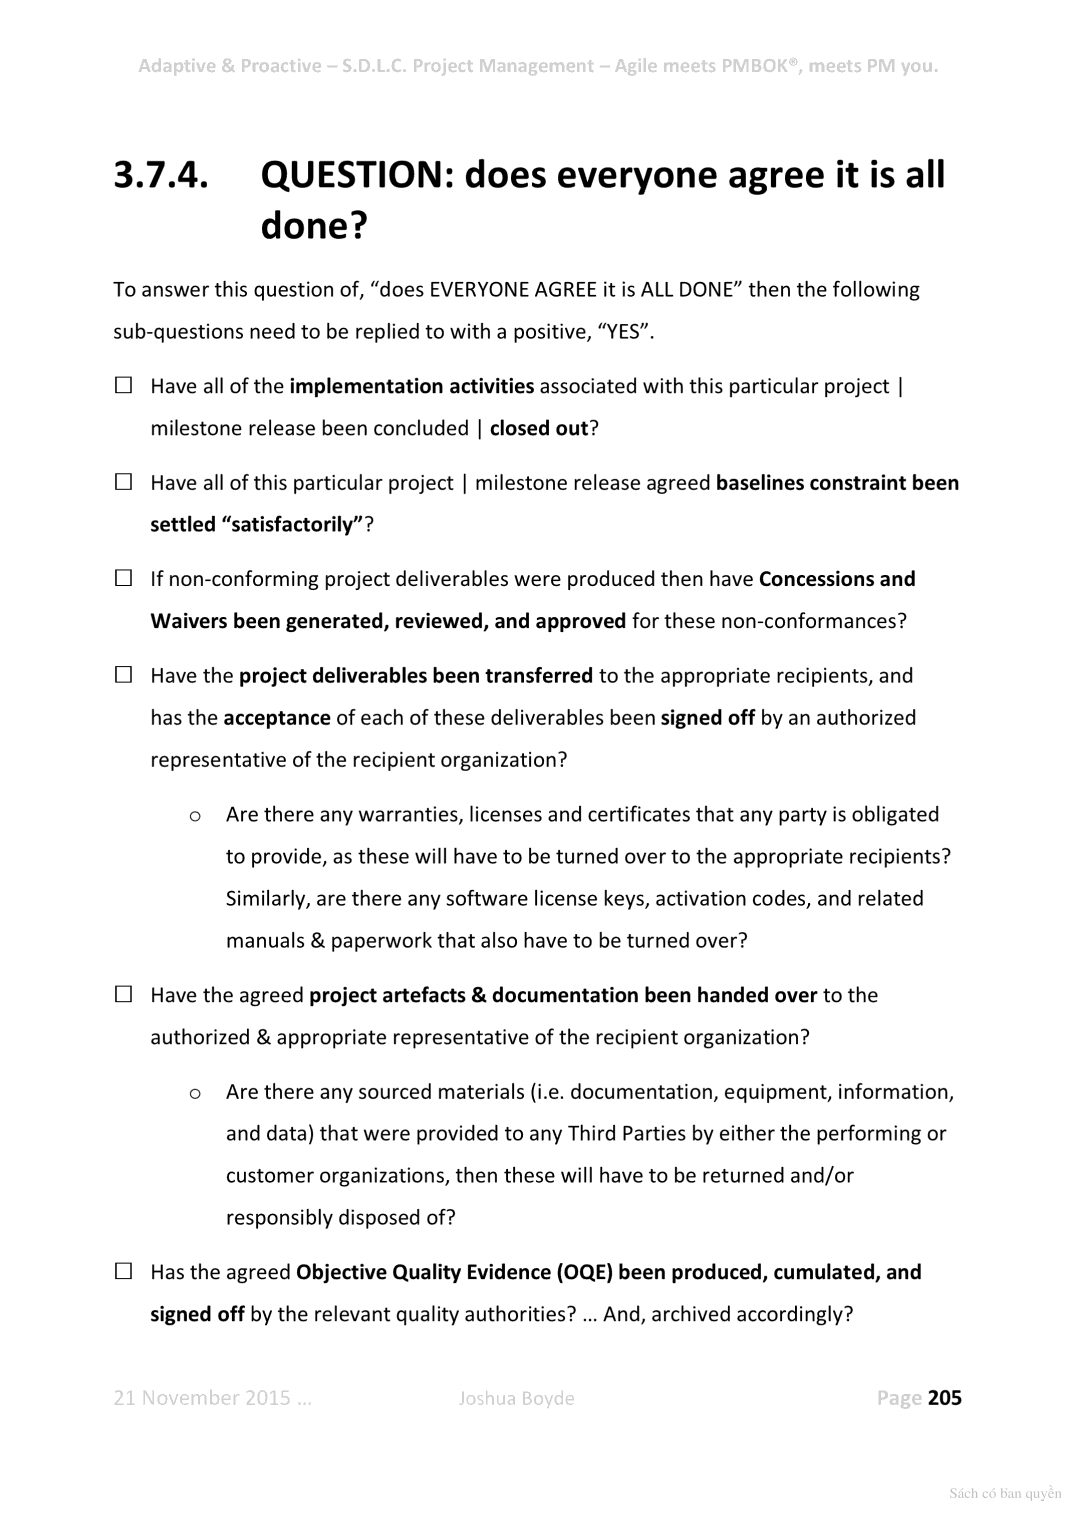 Adaptive & Proactive – S.D.L.C. Project Management – Agile meets PMBOK®, meets PM you.
3.7.4. QUESTION: does everyone agree it is all
done?
To answer this question of, “does EVERYONE AGREE it is ALL DONE” then the following
sub-questions need to be replied to with a positive, “YES”.
☐ Have all of the implementation activities associated with this particular project |
milestone release been concluded | closed out?
☐ Have all of this particular project | milestone release agreed baselines constraint been
settled “satisfactorily”?
☐ If non-conforming project deliverables were produced then have Concessions and
Waivers been generated, reviewed, and approved for these non-conformances?
☐ Have the project deliverables been transferred to the appropriate recipients, and
has the acceptance of each of these deliverables been signed off by an authorized
representative of the recipient organization?
o Are there any warranties, licenses and certificates that any party is obligated
to provide, as these will have to be turned over to the appropriate recipients?
Similarly, are there any software license keys, activation codes, and related
manuals & paperwork that also have to be turned over?
☐ Have the agreed project artefacts & documentation been handed over to the
authorized & appropriate representative of the recipient organization?
o Are there any sourced materials (i.e. documentation, equipment, information,
and data) that were provided to any Third Parties by either the performing or
customer organizations, then these will have to be returned and/or
responsibly disposed of?
☐ Has the agreed Objective Quality Evidence (OQE) been produced, cumulated, and
signed off by the relevant quality authorities? … And, archived accordingly?
21 November 2015 … Joshua Boyde Page 205
Sách có bản quyền